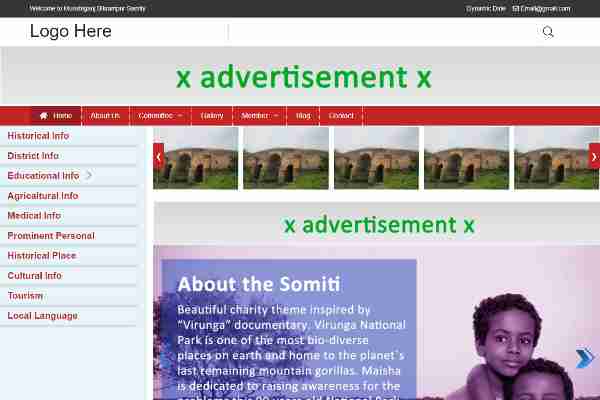 Welcome to Munshiganj Bikrampur Somity
Dynamic Date Email@gmail.com
Logo Here
x advertisement x
Home About Us Committee Gallery Member Blog Contact
Historical Info
District Info
Educational Info
Agricaltural Info
Medical Info
Prominent Personal
Historical Place
Cultural Info
Tourism
Local Language
x advertisement x
About the Somiti
Beautiful charity theme inspired by
“Virunga” documentary. Virunga National
Park is one of the most bio-diverse
places on earth and home to the planet`s
last remaining mountain gorillas. Maisha
is dedicated to raising awareness for the